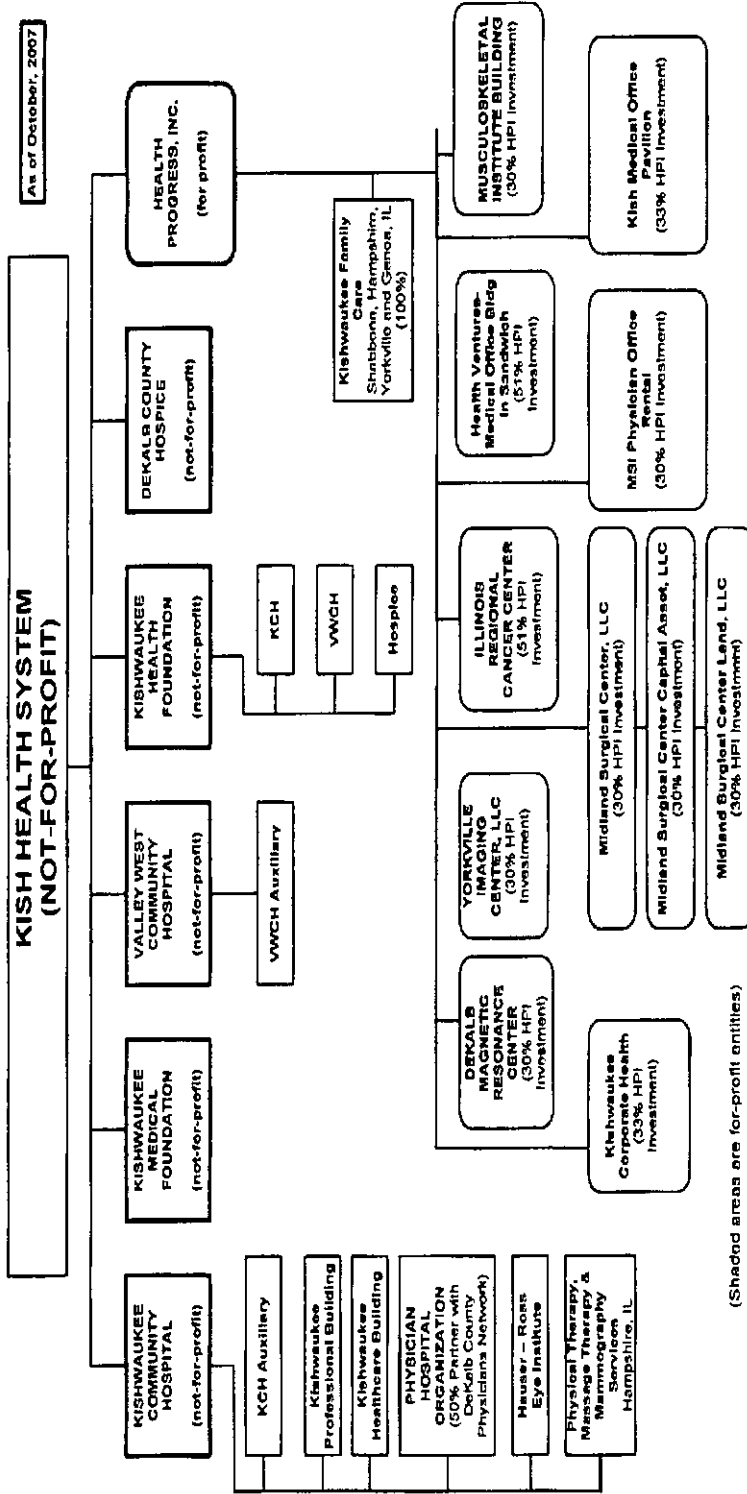 As of October, 2007
KISH HEALTH SYSTEM
(NOT-FOR-PROFIT)
KISHWAUKEE
COMMUNITY
HOSPITAL
(not-for-profit)
KISHWAUKEE
MEDICAL
FOUNDATION
(not-for-profit)
VALLEY WEST
COMMUNITY
HOSPITAL
(not-for-profit)
KISHWAUKEE
HEALTH
FOUNDATION
(not-for-profit)
DEKALB COUNTY
HOSPICE
(not-for-profit)
HEALTH
PROGRESS, INC.
(for profit)
KCH Auxiliary
Kishwaukee
Professional Building
Kishwaukee
Healthcare Building
PHYSICIAN
HOSPITAL
ORGANIZATION
(50% Partner with
DeKalb County
Physicians Network)
Hauser – Ross
Eye Institute
Physical Therapy,
Massage Therapy &
Mammography
Services
Hampshire, IL
VWCH Auxiliary
KCH
VWCH
Hospice
Kishwaukee Family
Care
Shabbona, Hampshire,
Yorkville and Genoa, IL
(100%)
DEKALB
MAGNETIC
RESONANCE
CENTER
(30% HPI
Investment)
YORKVILLE
IMAGING
CENTER, LLC
(30% HPI
Investment)
ILLINOIS
REGIONAL
CANCER CENTER
(51% HPI
Investment)
Health Ventures-
Medical Office Bldg
in Sandwich
(51% HPI
Investment)
MUSCULOSKELETAL
INSTITUTE BUILDING
(30% HPI Investment)
Kishwaukee
Corporate Health
(33% HPI
Investment)
Midland Surgical Center, LLC
(30% HPI Investment)
Midland Surgical Center Capital Asset, LLC
(30% HPI Investment)
Midland Surgical Center Land, LLC
(30% HPI Investment)
MSI Physician Office
Rental
(30% HPI Investment)
Kish Medical Office
Pavilion
(33% HPI Investment)
(Shaded areas are for-profit entities)